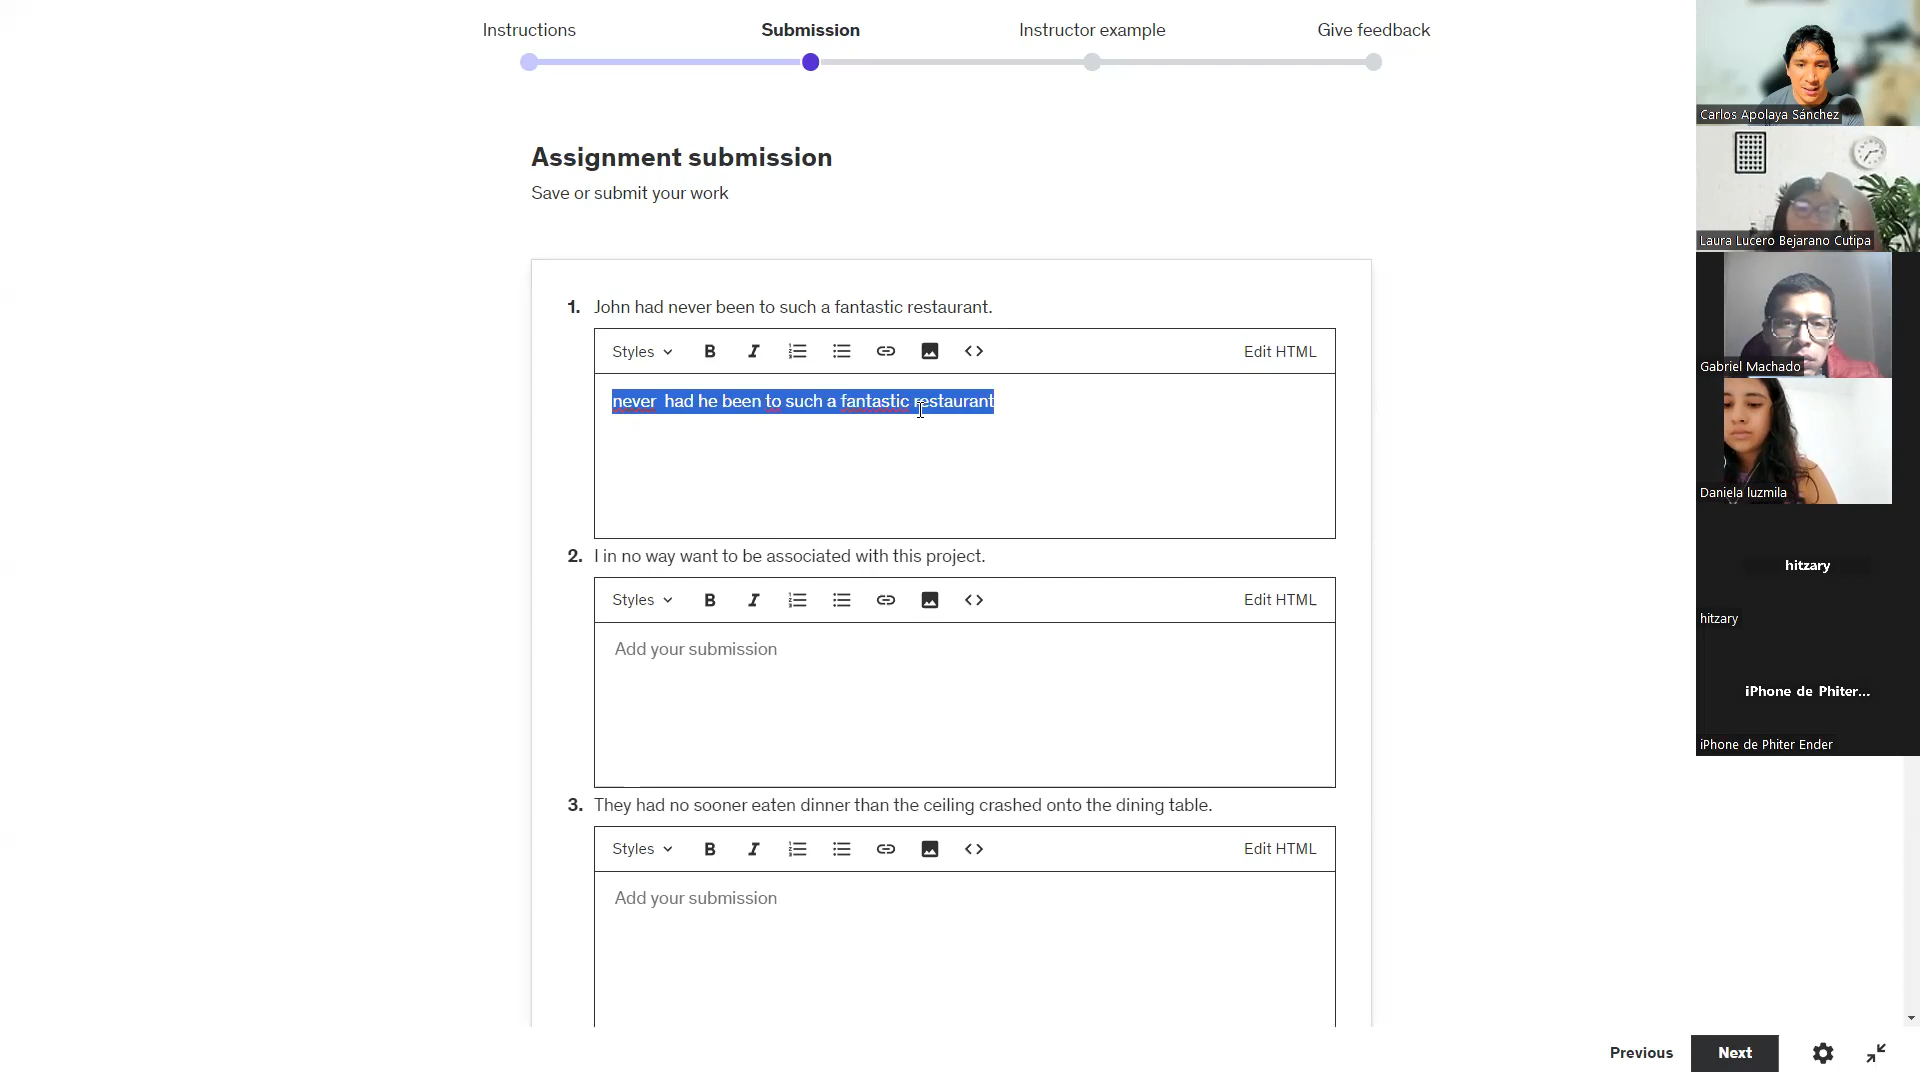 Instructions
Submission
Instructor example
Give feedback
Assignment submission
Save or submit your work
1. John had never been to such a fantastic restaurant.
Styles B I Edit HTML
never  had he been to such a fantastic restaurant
2. I in no way want to be associated with this project.
Styles B I Edit HTML
Add your submission
3. They had no sooner eaten dinner than the ceiling crashed onto the dining table.
Styles B I Edit HTML
Add your submission
Previous
Next
Carlos Apolaya Sánchez
Laura Lucero Bejarano Cutipa
Gabriel Machado
Daniela luzmila
hitzary
hitzary
iPhone de Phiter...
iPhone de Phiter Ender